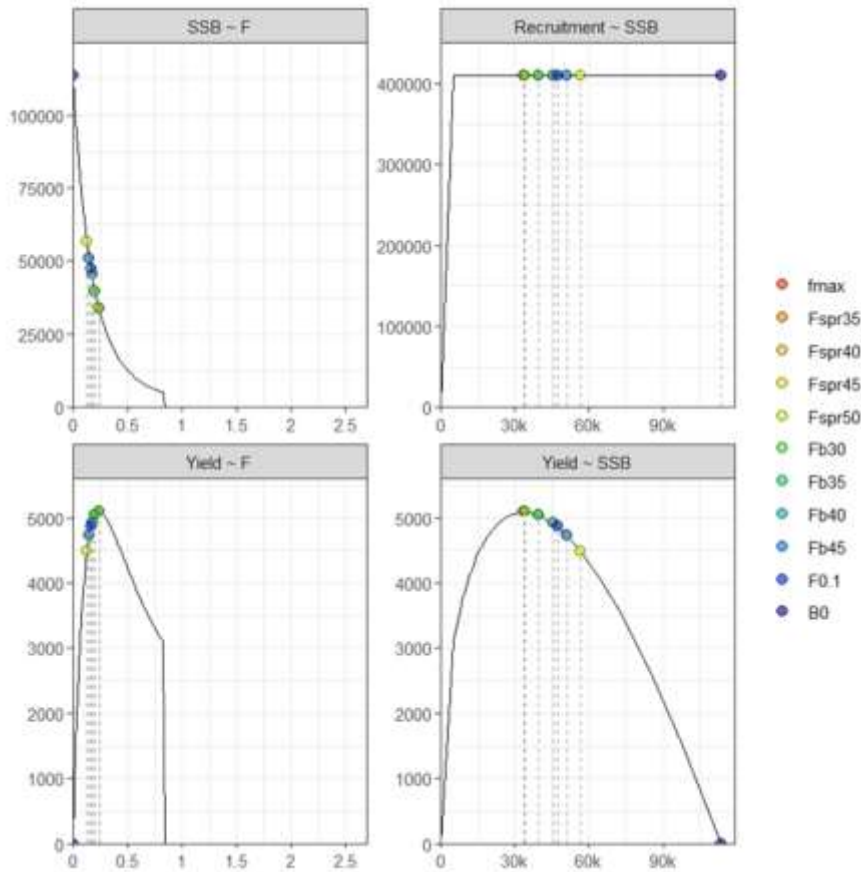 SSB ~ F
Recruitment ~ SSB
100000
75000
50000
25000
0
0 0.5 1 1.5 2 2.5
400000
300000
200000
100000
0
0 30k 60k 90k
Yield ~ F
Yield ~ SSB
5000
4000
3000
2000
1000
0
0 0.5 1 1.5 2 2.5
5000
4000
3000
2000
1000
0
0 30k 60k 90k
fmax
Fspr35
Fspr40
Fspr45
Fspr50
Fb30
Fb35
Fb40
Fb45
F0.1
B0